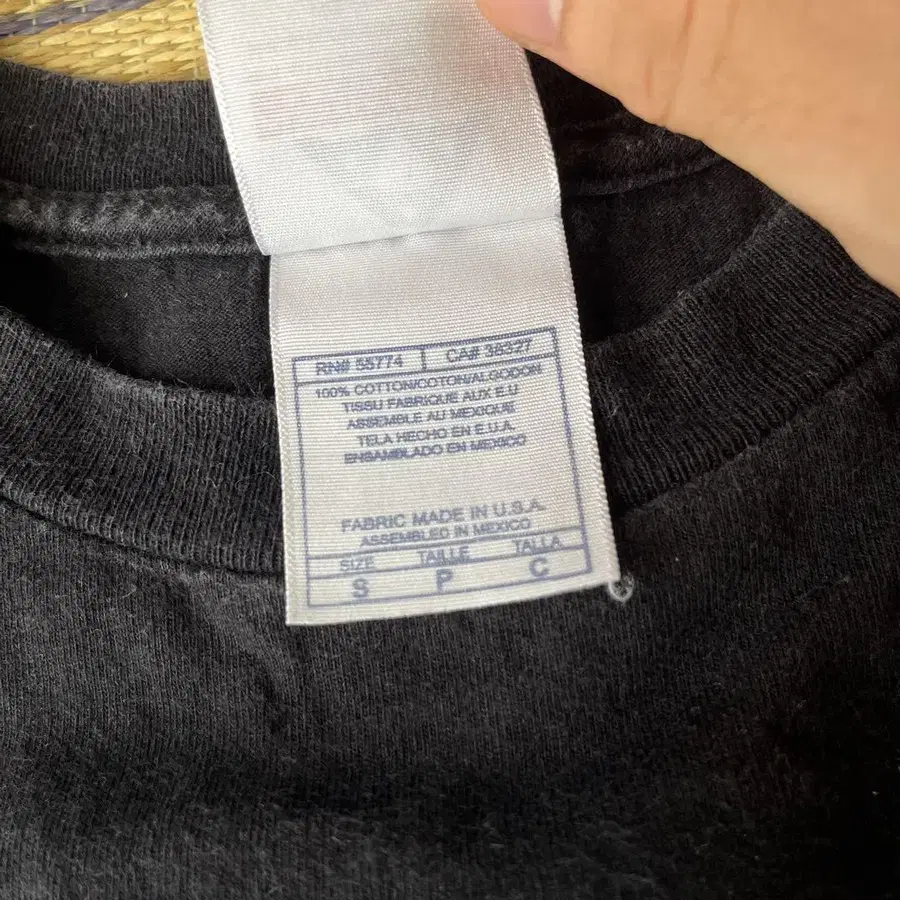 RN# 58774 CA# 38327
100% COTTON/COTON/ALGODON
TISSU FABRIQUE AUX E.U
ASSEMBLE AU MEXIQUE
TELA HECHO EN E.U.A.
ENSAMBLADO EN MEXICO
FABRIC MADE IN U.S.A.
ASSEMBLED IN MEXICO
SIZE TAILLE TALLA
S P C